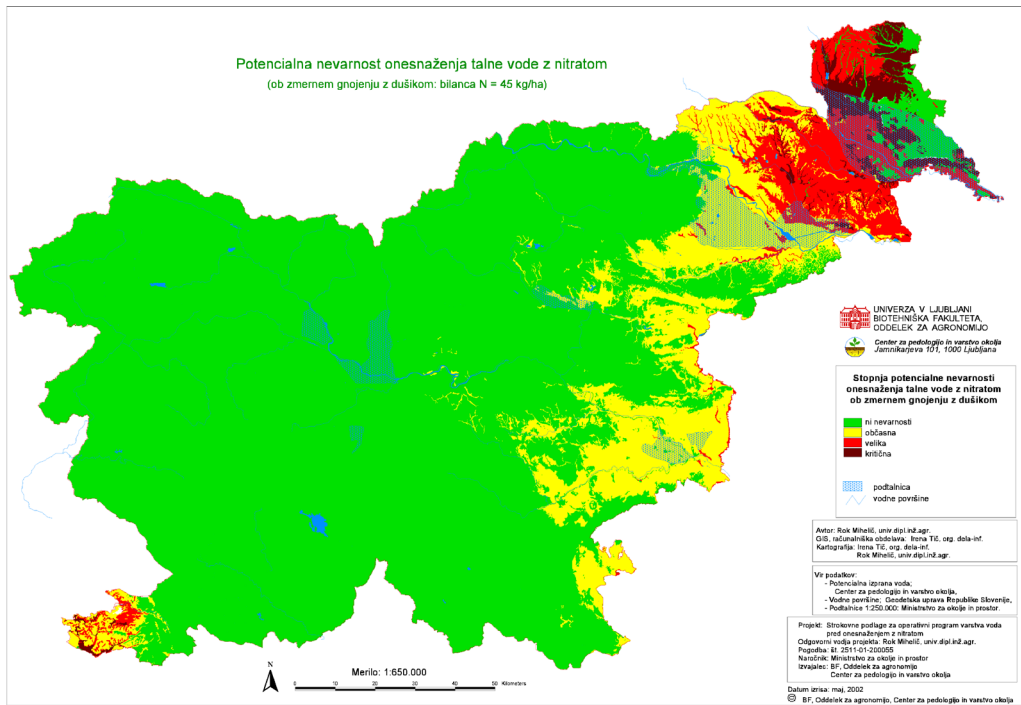 Potencialna nevarnost onesnaženja talne vode z nitratom
(ob zmernem gnojenju z dušikom: bilanca N = 45 kg/ha)
UNIVERZA V LJUBLJANI
BIOTEHNIŠKA FAKULTETA,
ODDELEK ZA AGRONOMIJO
Center za pedologijo in varstvo okolja
Jamnikarjeva 101, 1000 Ljubljana
Stopnja potencialne nevarnosti
onesnaženja talne vode z nitratom
ob zmernem gnojenju z dušikom
ni nevarnosti
občasna
velika
kritična
podtalnica
vodne površine
Avtor: Rok Mihelič, univ.dipl.inž.agr.
GIS, računalniška obdelava: Irena Tič, org. dela-inf.
Kartografija: Irena Tič, org. dela-inf.
Rok Mihelič, univ.dipl.inž.agr.
Vir podatkov:
- Potencialna izprana voda;
Center za pedologijo in varstvo okolja,
- Vodne površine; Geodetska uprava Republike Slovenije,
- Podtalnice 1:250.000: Ministrstvo za okolje in prostor.
Projekt: Strokovne podlage za operativni program varstva voda
pred onesnaženjem z nitrati
Odgovorni vodja projekta: Rok Mihelič, univ.dipl.inž.agr.
Pogodba: št. 2511-01-200055
Naročnik: Ministrstvo za okolje in prostor
Izvajalec: BF, Oddelek za agronomijo
Center za pedologijo in varstvo okolja
N
Merilo: 1:650.000
0 10 20 30 40 50 Kilometers
Datum izrisa: maj, 2002
© BF, Oddelek za agronomijo, Center za pedologijo in varstvo okolja